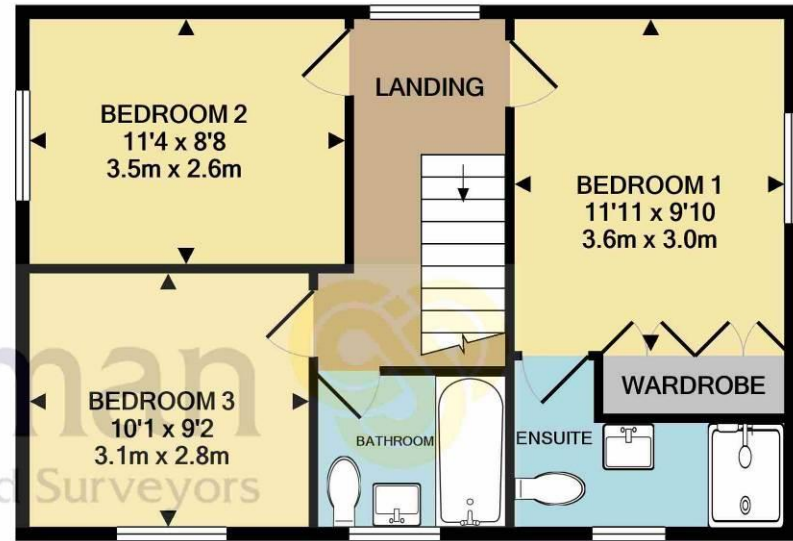 BEDROOM 2
11'4 x 8'8
3.5m x 2.6m
LANDING
BEDROOM 1
11'11 x 9'10
3.6m x 3.0m
BEDROOM 3
10'1 x 9'2
3.1m x 2.8m
BATHROOM
ENSUITE
WARDROBE
man
d Surveyors